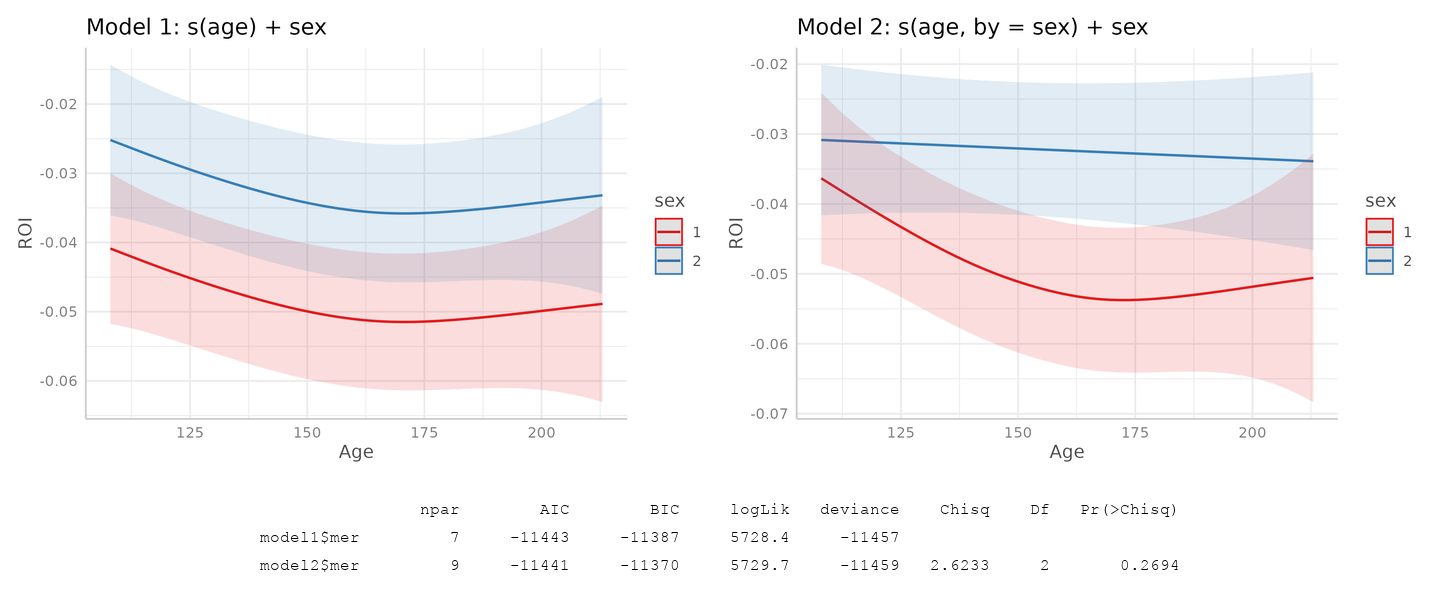 Model 1: s(age) + sex
-0.02
-0.03
-0.04
-0.05
-0.06
ROI
125 150 175 200
Age
sex
1
2
Model 2: s(age, by = sex) + sex
-0.02
-0.03
-0.04
-0.05
-0.06
-0.07
ROI
125 150 175 200
Age
sex
1
2
npar AIC BIC logLik deviance Chisq Df Pr(>Chisq)
model1$mer 7 -11443 -11387 5728.4 -11457
model2$mer 9 -11441 -11370 5729.7 -11459 2.6233 2 0.2694